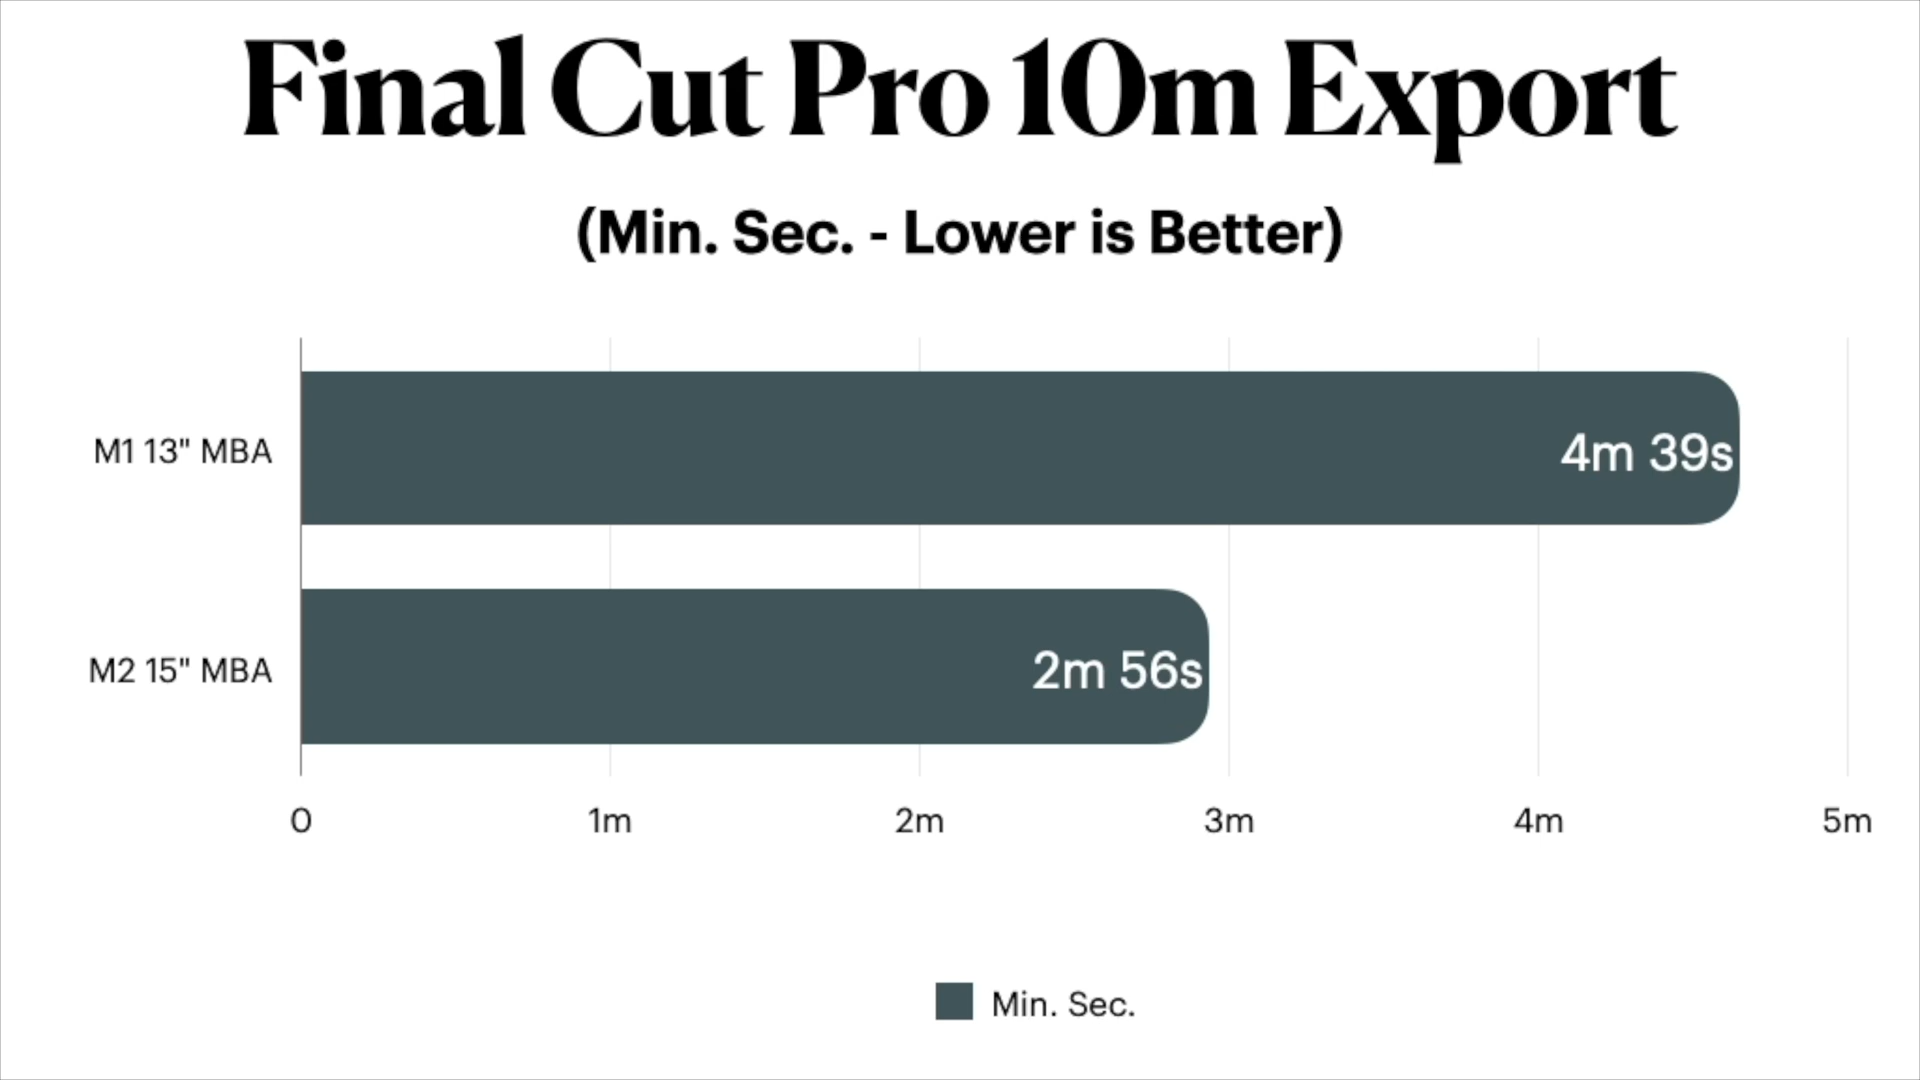 Final Cut Pro 10m Export
(Min. Sec. - Lower is Better)
M1 13" MBA
4m 39s
M2 15" MBA
2m 56s
0 1m 2m 3m 4m 5m
Min. Sec.